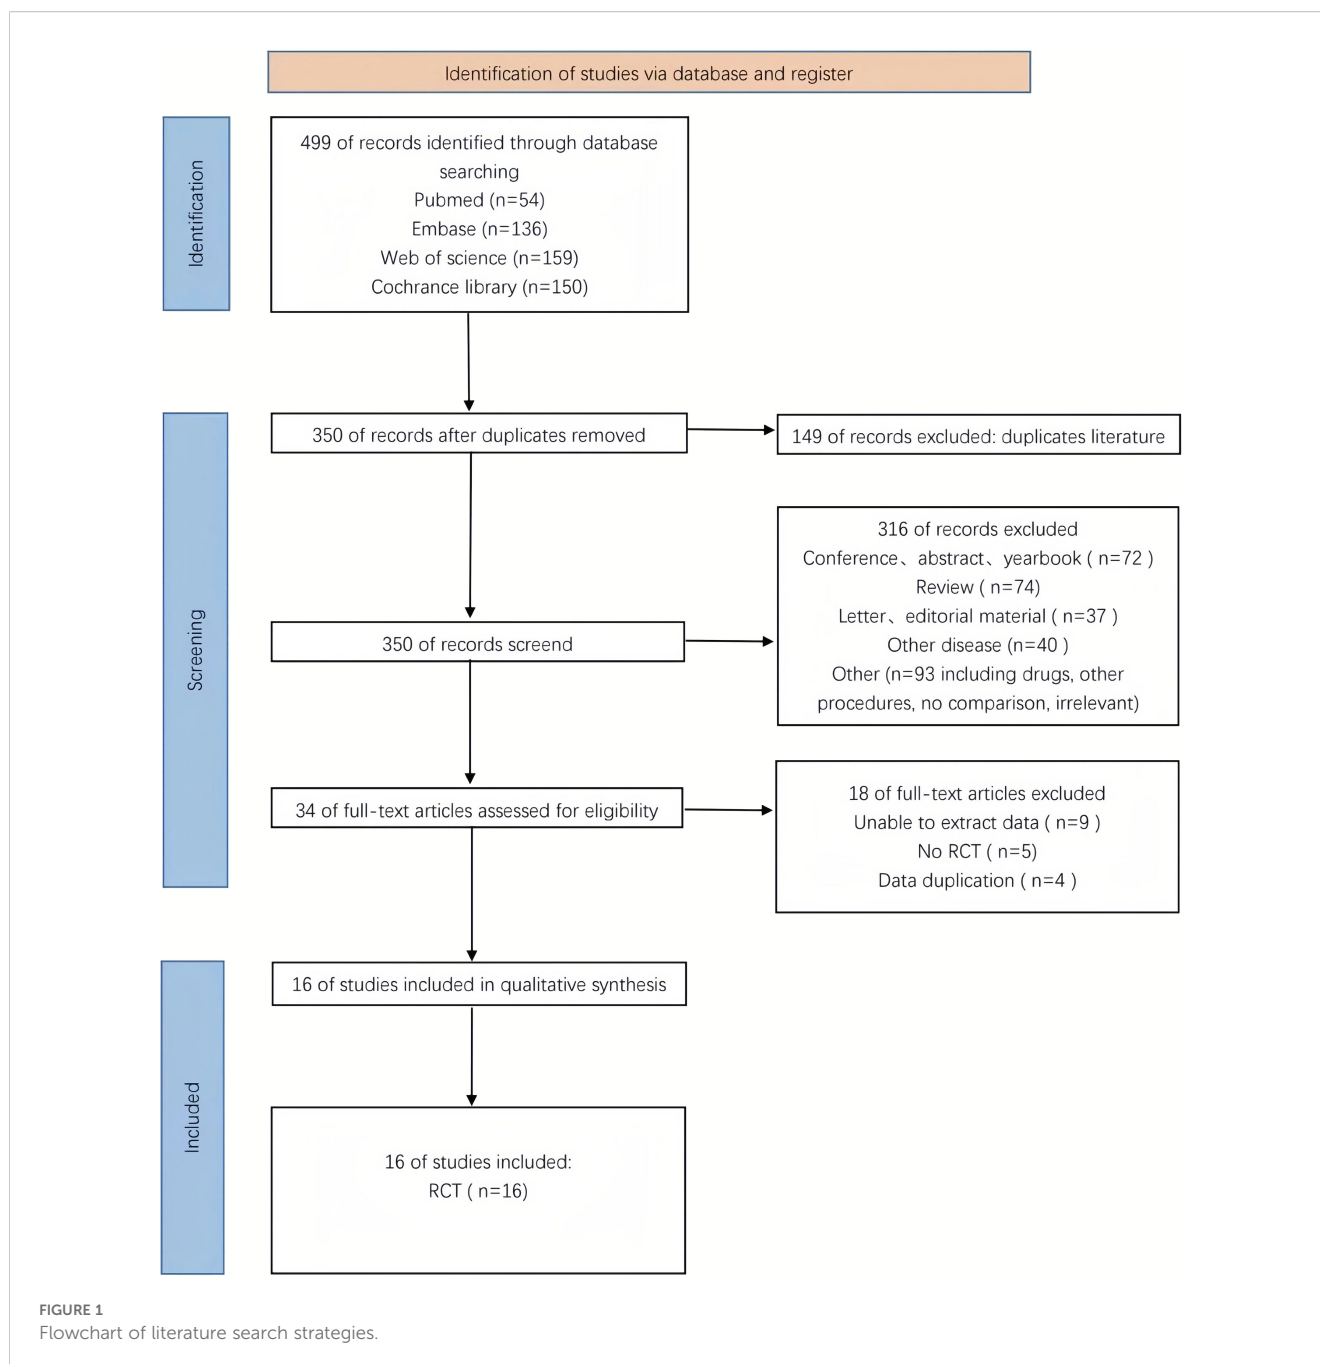 Identification of studies via database and register
Identification
499 of records identified through database
searching
Pubmed (n=54)
Embase (n=136)
Web of science (n=159)
Cochrance library (n=150)
Screening
350 of records after duplicates removed
149 of records excluded: duplicates literature
350 of records screend
316 of records excluded
Conference、abstract、yearbook ( n=72 )
Review ( n=74)
Letter、editorial material ( n=37 )
Other disease (n=40 )
Other (n=93 including drugs, other
procedures, no comparison, irrelevant)
34 of full-text articles assessed for eligibility
18 of full-text articles excluded
Unable to extract data ( n=9 )
No RCT ( n=5)
Data duplication ( n=4 )
Included
16 of studies included in qualitative synthesis
16 of studies included:
RCT ( n=16)
FIGURE 1
Flowchart of literature search strategies.